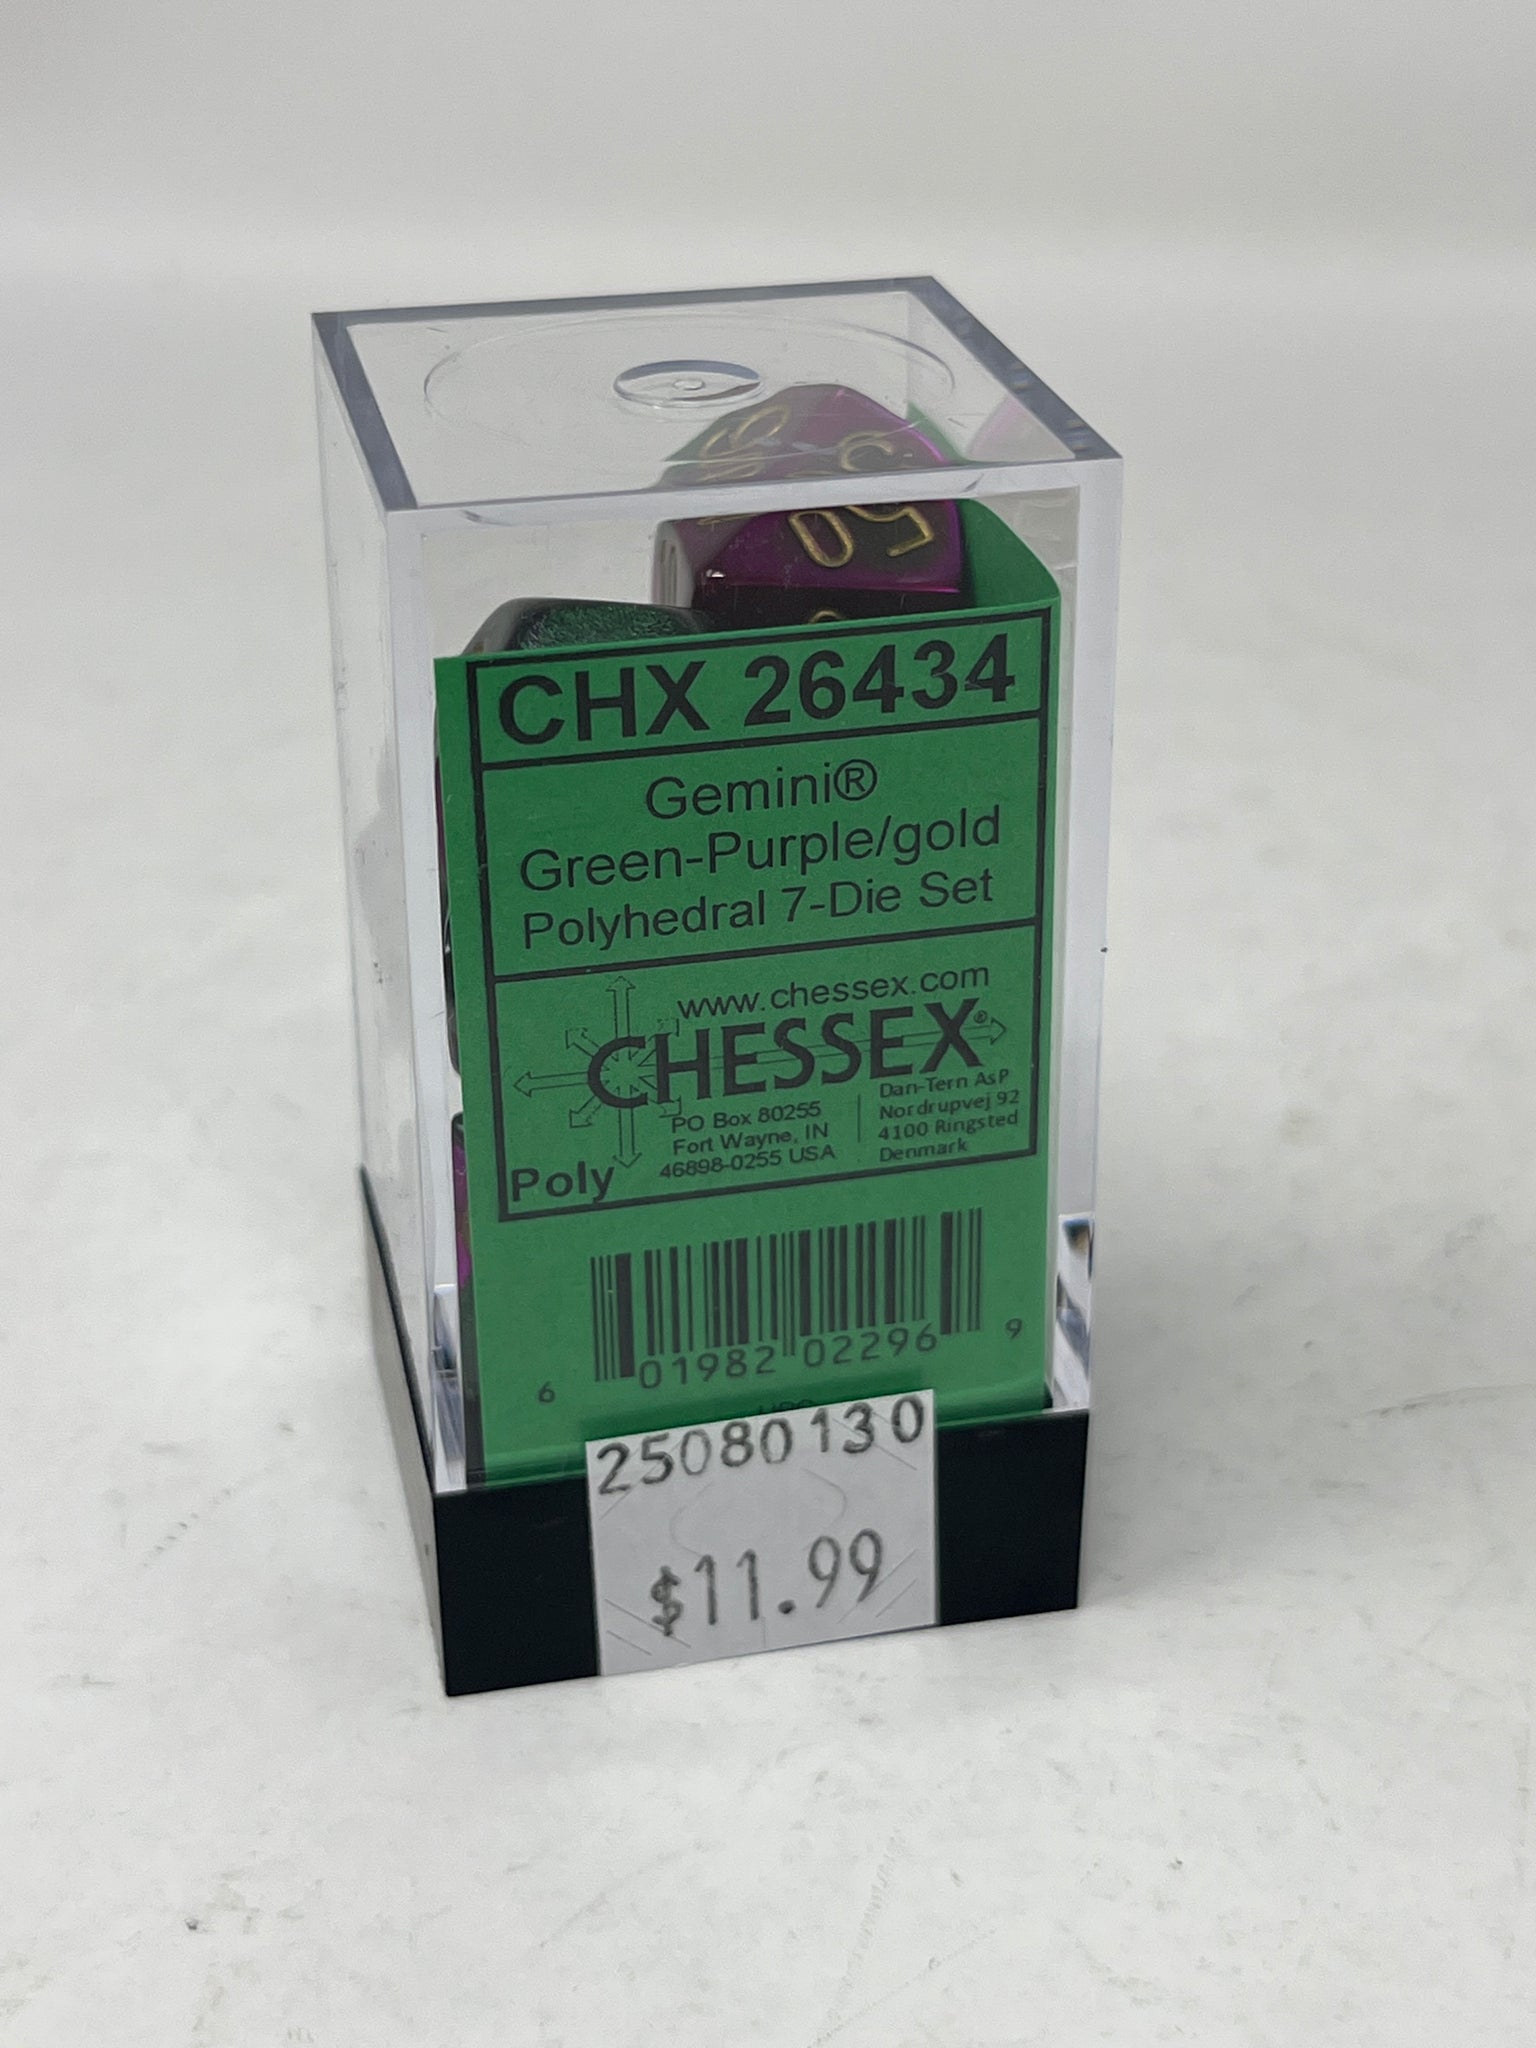 50
CHX 26434
Gemini®
Green-Purple/gold
Polyhedral 7-Die Set
www.chessex.com
CHESSEX®
PO Box 80255
Fort Wayne, IN
46898-0255 USA
Dan-Tern AsP
Nordrupvej 92
4100 Ringsted
Denmark
Poly
6 01982 02296 9
25080130
$11.99